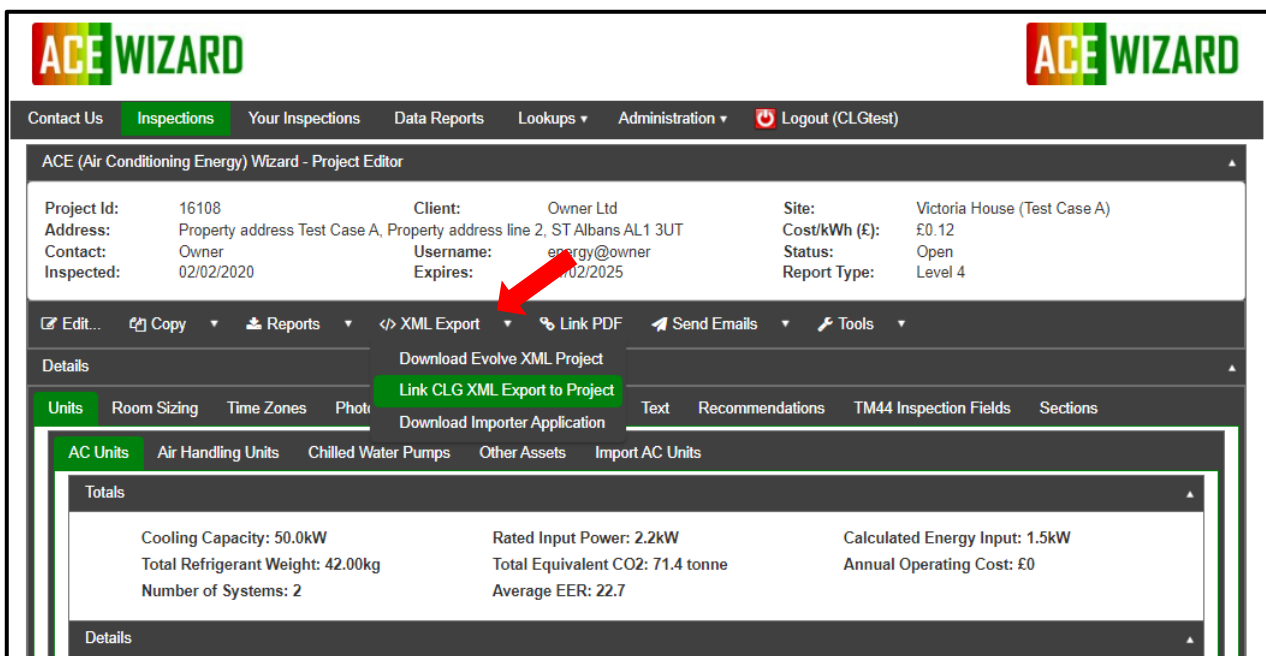 ACE WIZARD ACE WIZARD
Contact Us Inspections Your Inspections Data Reports Lookups ▾ Administration ▾ Logout (CLGtest)
ACE (Air Conditioning Energy) Wizard - Project Editor
Project Id: 16108 Client: Owner Ltd Site: Victoria House (Test Case A)
Address: Property address Test Case A, Property address line 2, ST Albans AL1 3UT Cost/kWh (£): £0.12
Contact: Owner Username: energy@owner Status: Open
Inspected: 02/02/2020 Expires: /02/2025 Report Type: Level 4
Edit... Copy ▾ Reports ▾ </> XML Export ▾ Link PDF Send Emails ▾ Tools ▾
Download Evolve XML Project
Details
Link CLG XML Export to Project
Units Room Sizing Time Zones Text Recommendations TM44 Inspection Fields Sections
Download Importer Application
AC Units Air Handling Units Chilled Water Pumps Other Assets Import AC Units
Totals
Cooling Capacity: 50.0kW Rated Input Power: 2.2kW Calculated Energy Input: 1.5kW
Total Refrigerant Weight: 42.00kg Total Equivalent CO2: 71.4 tonne Annual Operating Cost: £0
Number of Systems: 2 Average EER: 22.7
Details